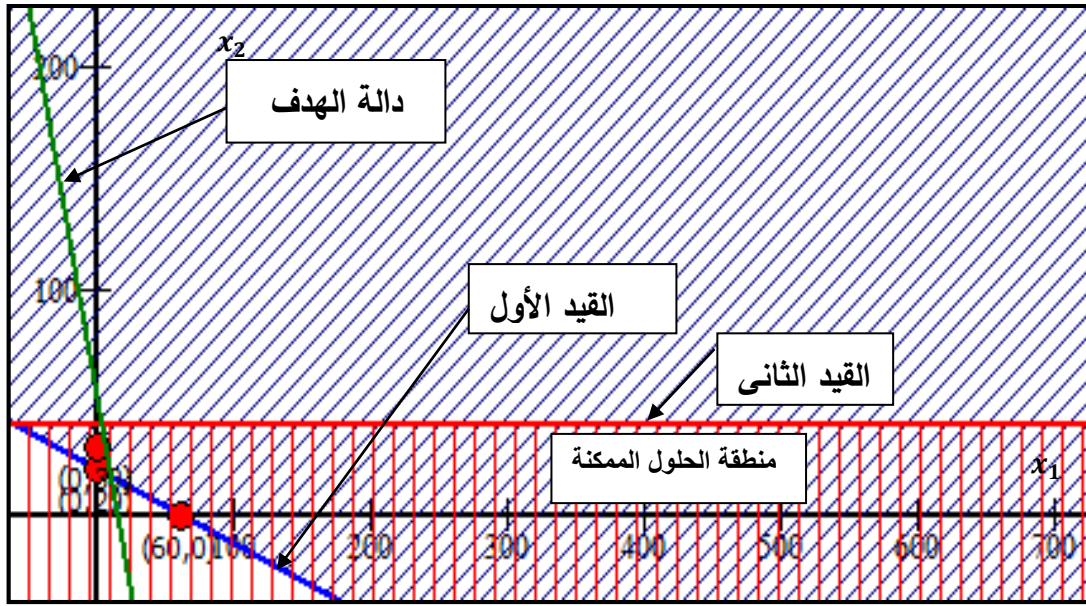 x₂
200
دالة الهدف
100
القيد الأول
القيد الثانى
منطقة الحلول الممكنة
x₁
(60,0)
100 200 300 400 500 600 700